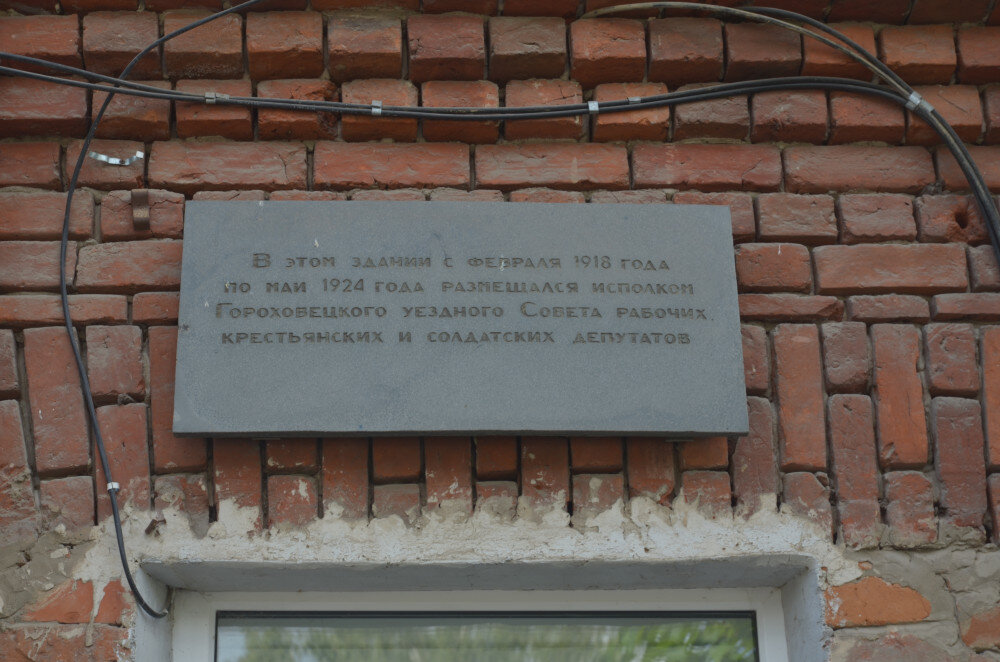 В этом здании с февраля 1918 года
по май 1924 года размещался исполком
Гороховецкого уездного Совета рабочих,
крестьянских и солдатских депутатов